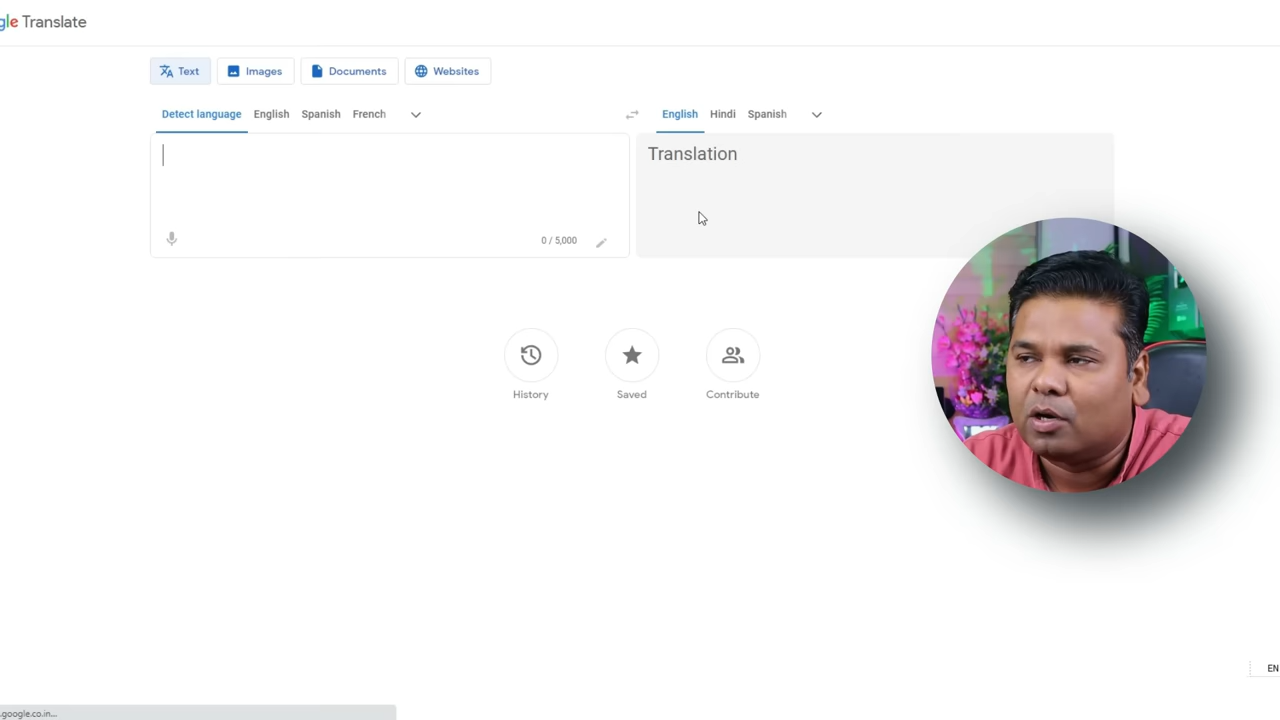 gle Translate
Text Images Documents Websites
Detect language English Spanish French
English Hindi Spanish
Translation
0 / 5,000
History Saved Contribute
EN
.google.co.in...